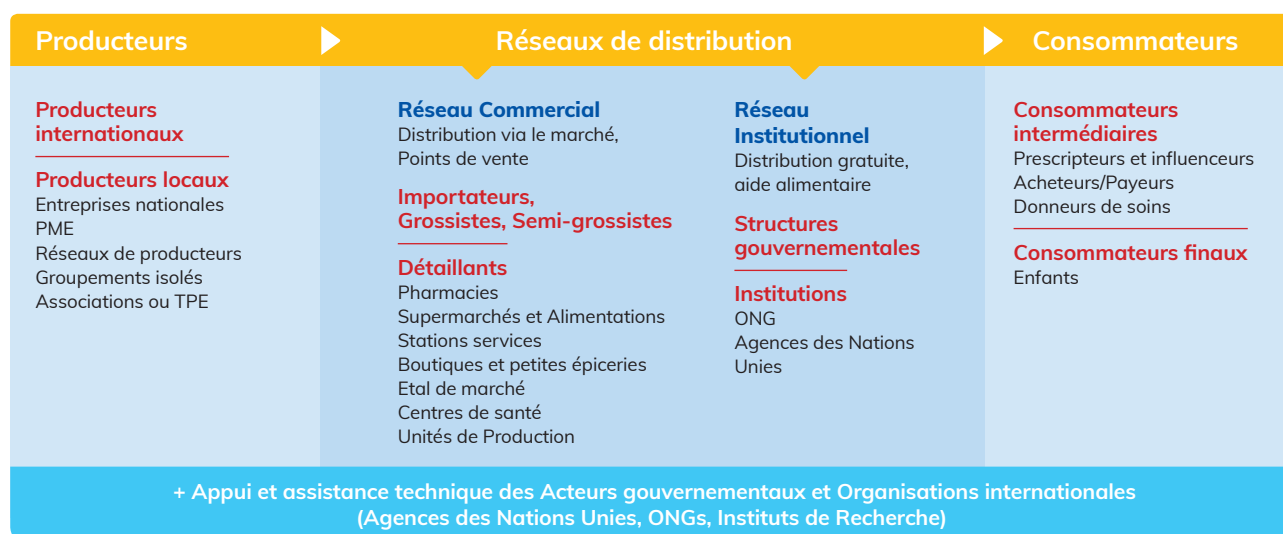 Producteurs
Réseaux de distribution
Consommateurs
Producteurs
internationaux
Producteurs locaux
Entreprises nationales
PME
Réseaux de producteurs
Groupements isolés
Associations ou TPE
Réseau Commercial
Distribution via le marché,
Points de vente
Importateurs,
Grossistes, Semi-grossistes
Détaillants
Pharmacies
Supermarchés et Alimentations
Stations services
Boutiques et petites épiceries
Etal de marché
Centres de santé
Unités de Production
Réseau
Institutionnel
Distribution gratuite,
aide alimentaire
Structures
gouvernementales
Institutions
ONG
Agences des Nations
Unies
Consommateurs
intermédiaires
Prescripteurs et influenceurs
Acheteurs/Payeurs
Donneurs de soins
Consommateurs finaux
Enfants
+ Appui et assistance technique des Acteurs gouvernementaux et Organisations internationales
(Agences des Nations Unies, ONGs, Instituts de Recherche)